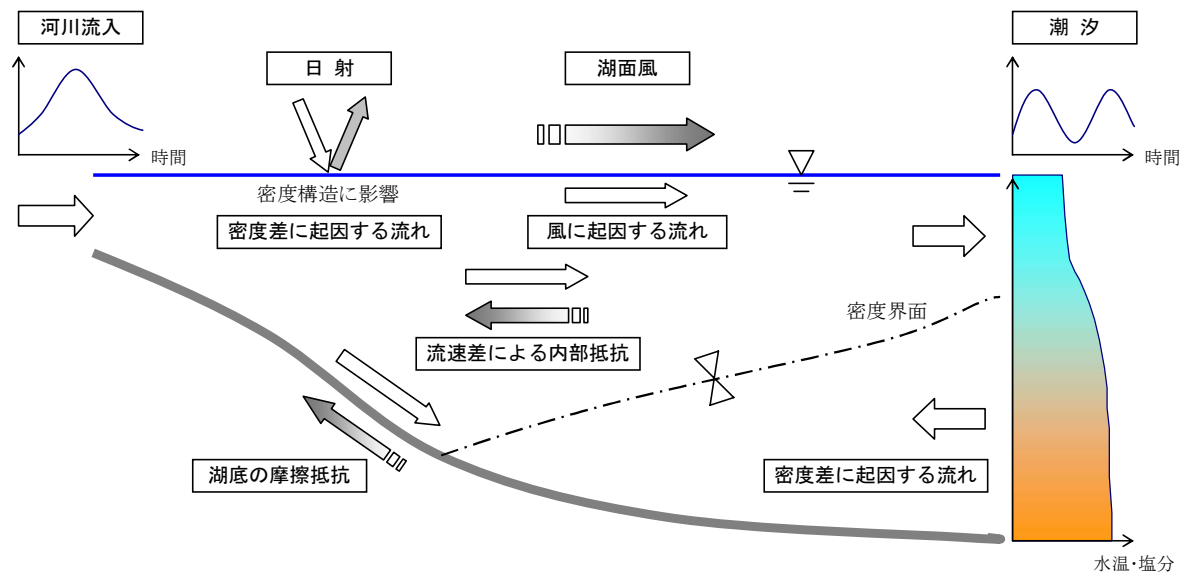 河川流入
潮 汐
日 射
湖面風
時間
時間
密度構造に影響
密度差に起因する流れ
風に起因する流れ
密度界面
流速差による内部抵抗
湖底の摩擦抵抗
密度差に起因する流れ
水温・塩分